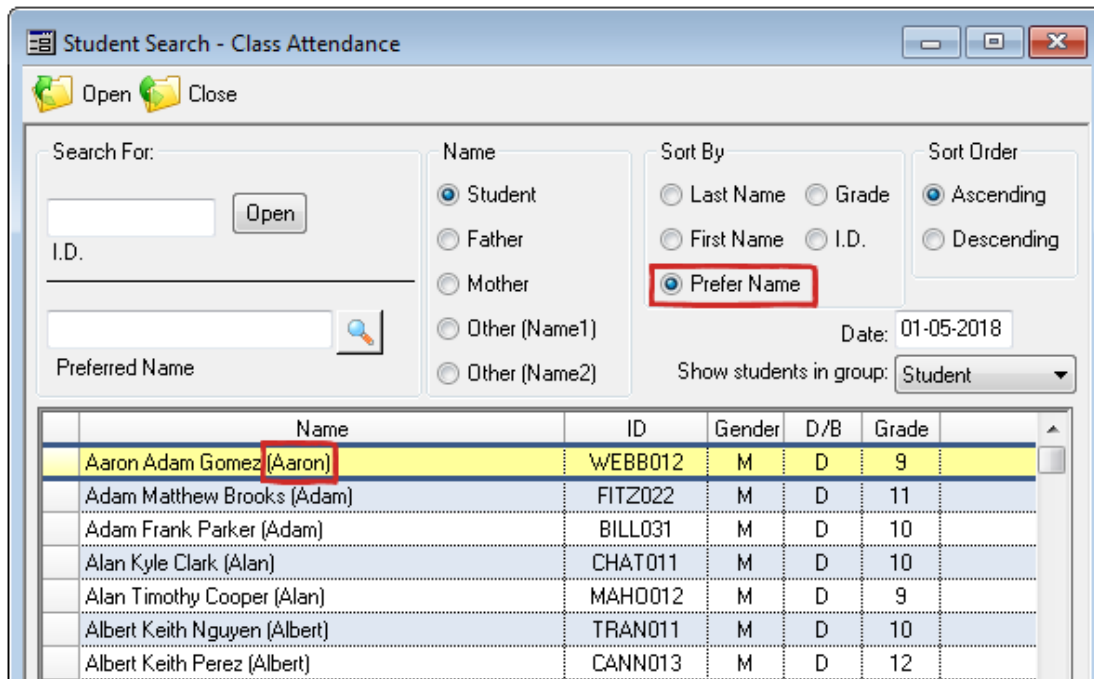 Student Search - Class Attendance
Open Close
Search For: Name Sort By Sort Order
Student Last Name Grade Ascending
Open
I.D. Father First Name I.D. Descending
Mother Prefer Name
Other (Name1) Date: 01-05-2018
Preferred Name Other (Name2) Show students in group: Student
Name ID Gender D/B Grade
Aaron Adam Gomez (Aaron) WEBB012 M D 9
Adam Matthew Brooks (Adam) FITZ022 M D 11
Adam Frank Parker (Adam) BILL031 M D 10
Alan Kyle Clark (Alan) CHAT011 M D 10
Alan Timothy Cooper (Alan) MAHO012 M D 9
Albert Keith Nguyen (Albert) TRAN011 M D 10
Albert Keith Perez (Albert) CANN013 M D 12